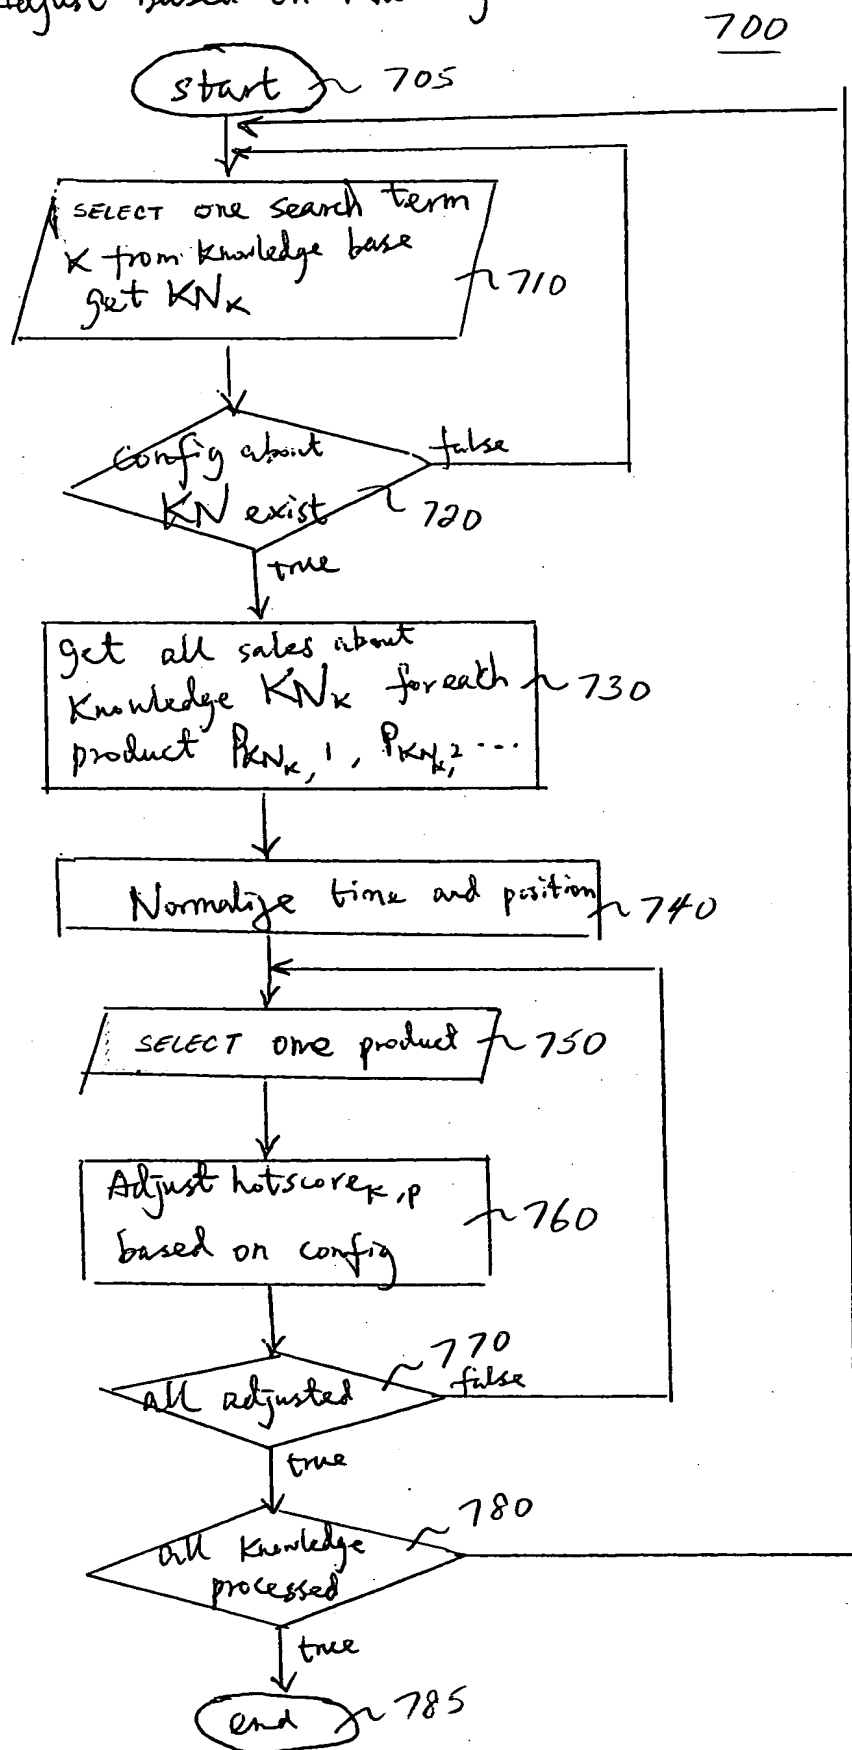 Adjust Based on
700
start 705
SELECT one search term
K from knowledge base
get KNK 710
Config about
KN exist 720
false
true
get all sales about
Knowledge KNK foreach 730
product PKNK,1, PKNK,2 ...
Normalize time and position 740
SELECT one product 750
Adjust hotscoreK,P 760
based on config
770
all adjusted
false
true
780
all knowledge
processed
true
end 785